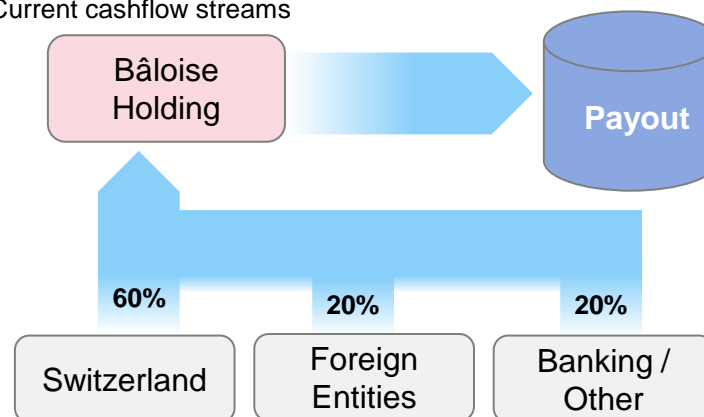 Current cashflow streams
Bâloise
Holding
Payout
60%
20%
20%
Switzerland
Foreign
Entities
Banking /
Other